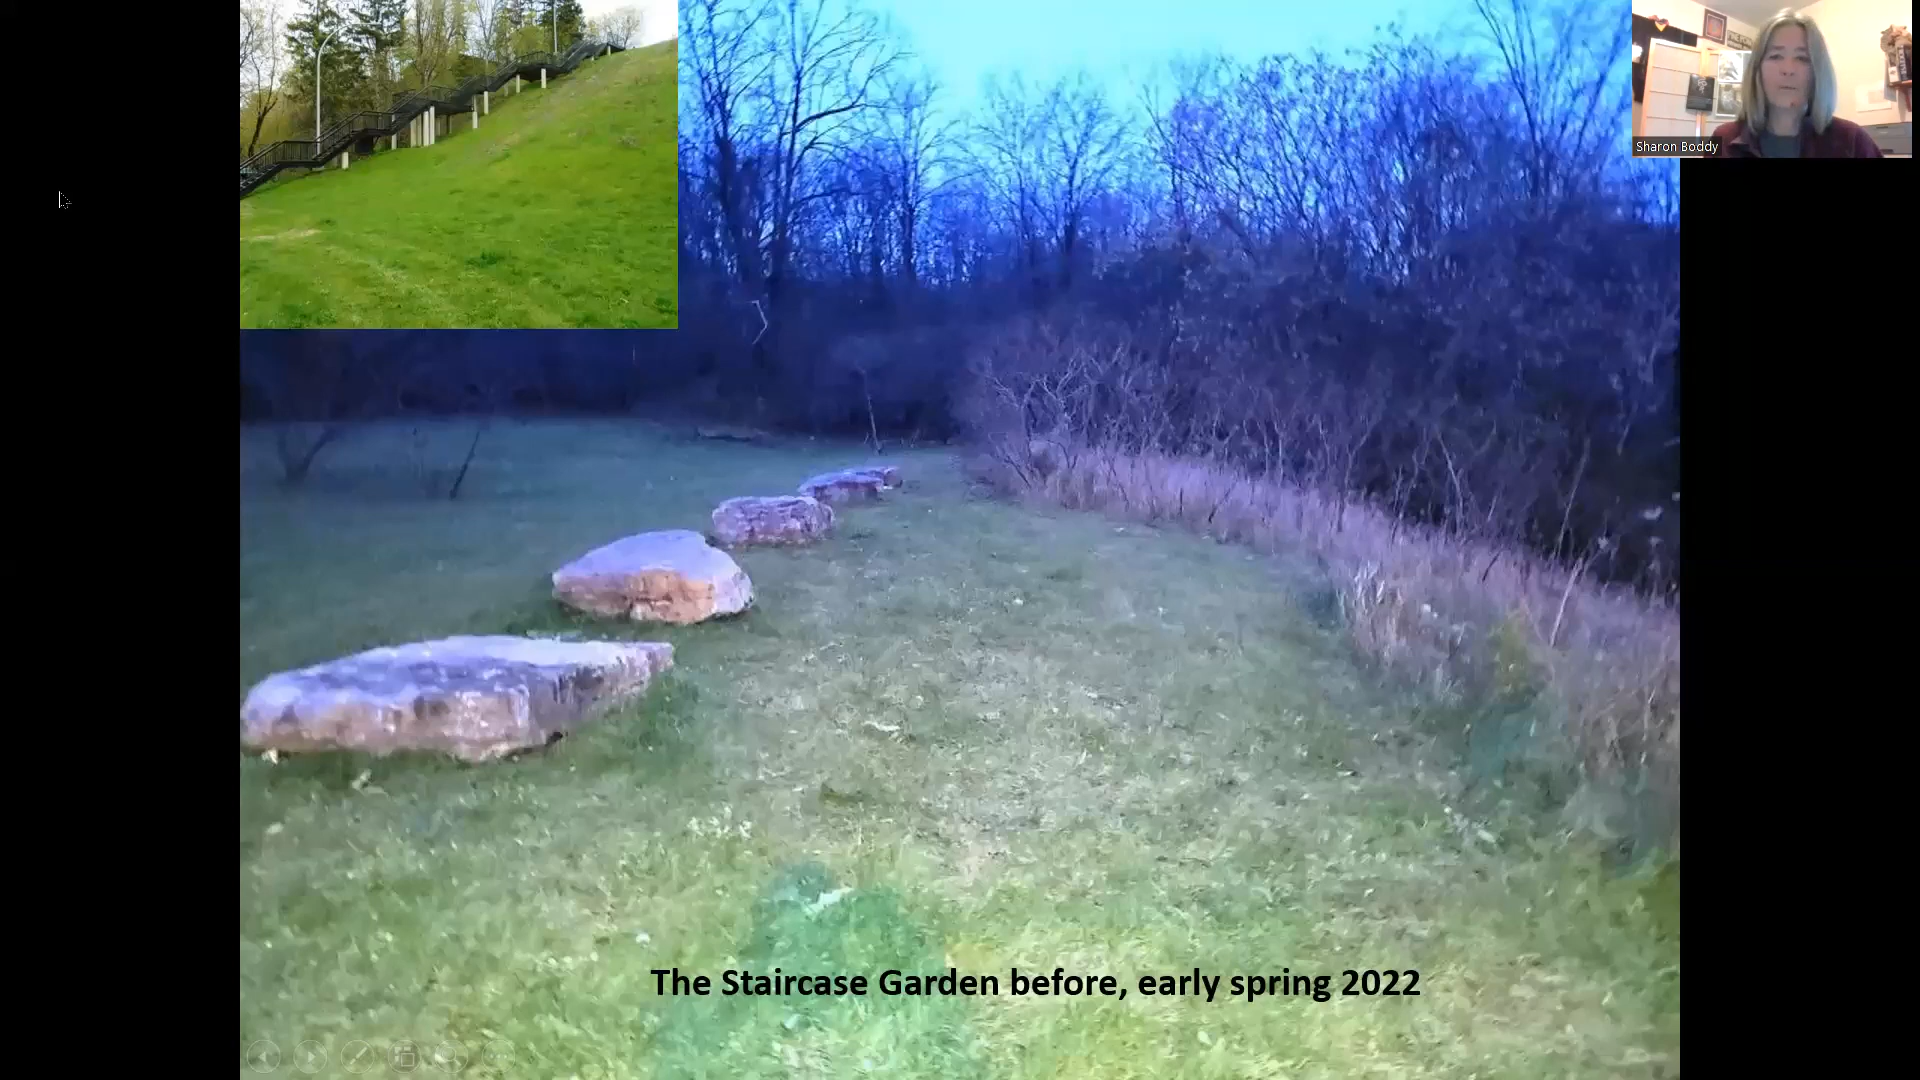 Sharon Boddy
The Staircase Garden before, early spring 2022